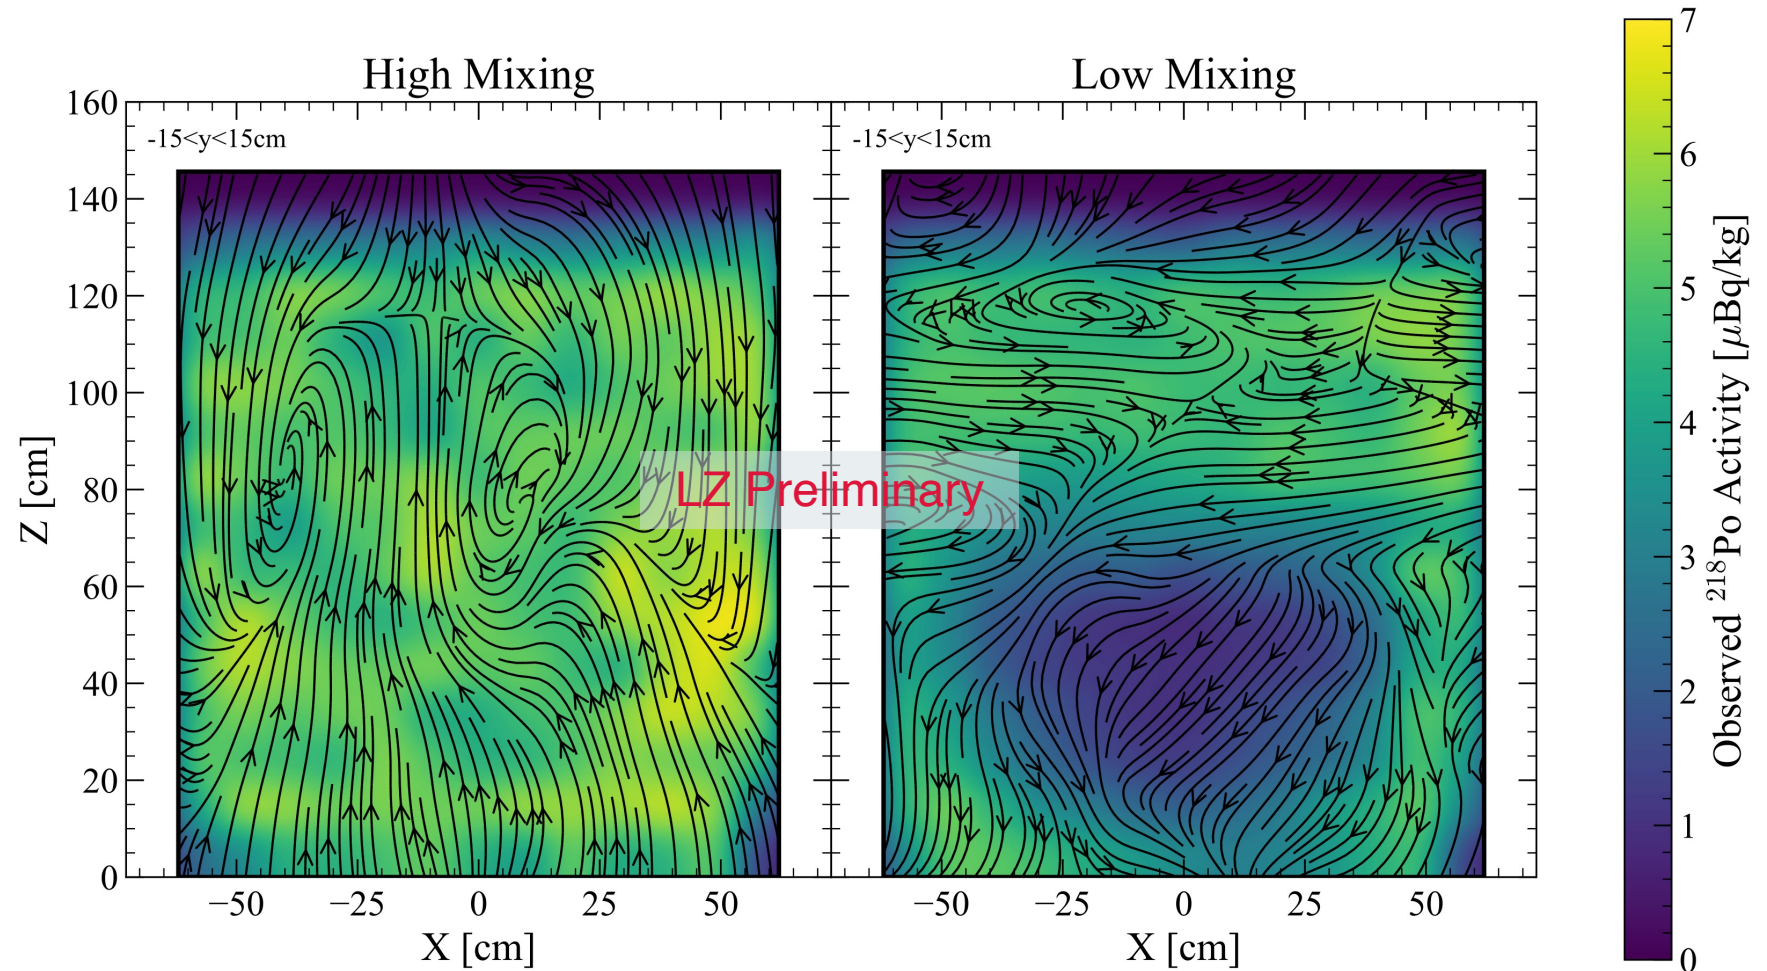 High Mixing
Low Mixing
-15<y<15cm
-15<y<15cm
LZ Preliminary
Z [cm]
160
140
120
100
80
60
40
20
0
−50 −25 0 25 50
−50 −25 0 25 50
X [cm]
X [cm]
7
6
5
4
3
2
1
0
Observed ²¹⁸Po Activity [μBq/kg]